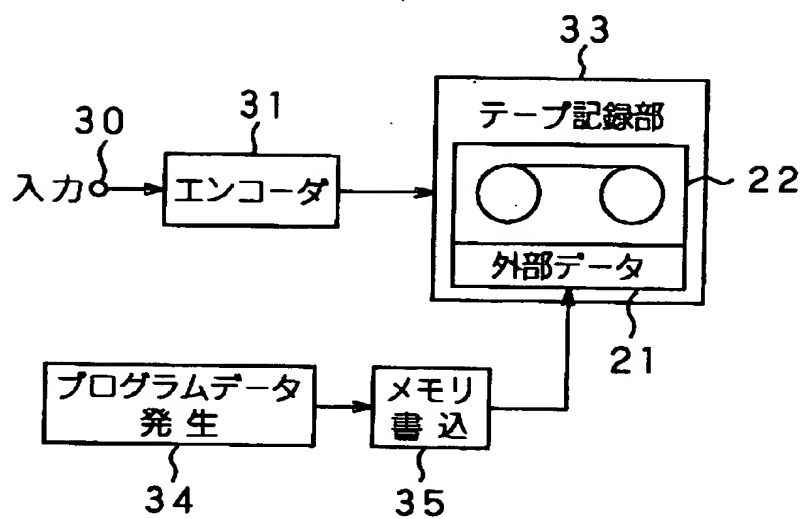 33
テープ記録部
31
30
入力
エンコーダ
22
外部データ
21
プログラムデータ
発生
メモリ
書込
34
35